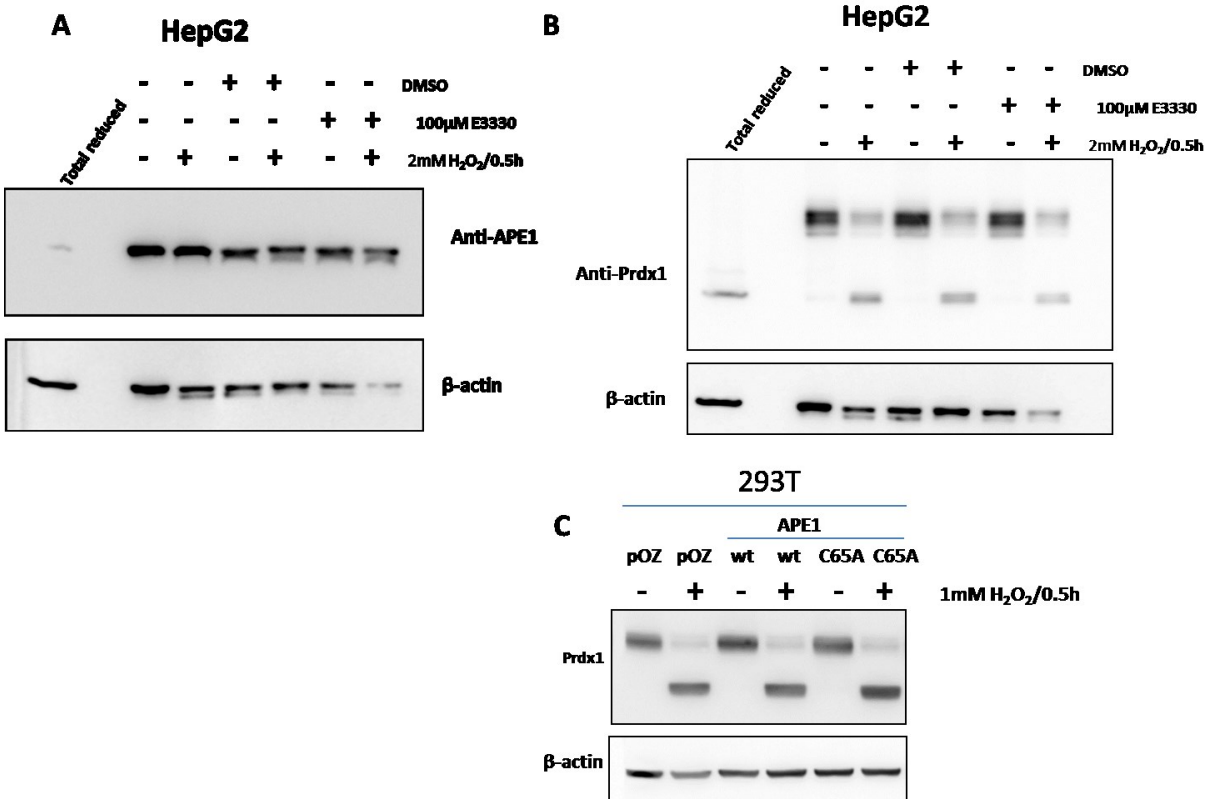 A
HepG2
Total reduced
- - + + - - DMSO
- - - - + + 100µM E3330
- + - + - + 2mM H₂O₂/0.5h
Anti-APE1
β-actin
B
HepG2
Total reduced
- - + + - - DMSO
- - - - + + 100µM E3330
- + - + - + 2mM H₂O₂/0.5h
Anti-Prdx1
β-actin
293T
C
APE1
pOZ pOZ wt wt C65A C65A
- + - + - + 1mM H₂O₂/0.5h
Prdx1
β-actin